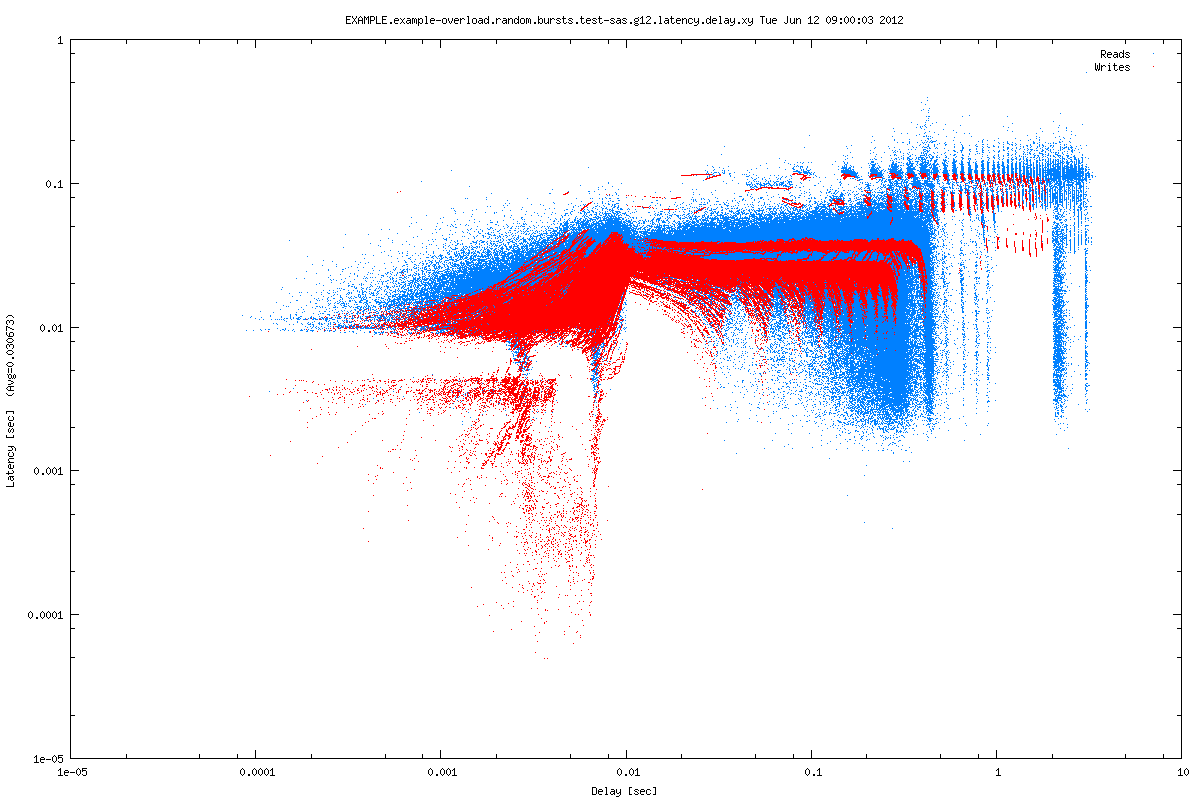 EXAMPLE.example-overload.random.bursts.test-sas.g12.latency.delay.xy Tue Jun 12 09:00:03 2012
Reads
Writes
1
0.1
0.01
0.001
0.0001
1e-05
Latency [sec] (Avg=0.030673)
1e-05
0.0001
0.001
0.01
0.1
1
10
Delay [sec]